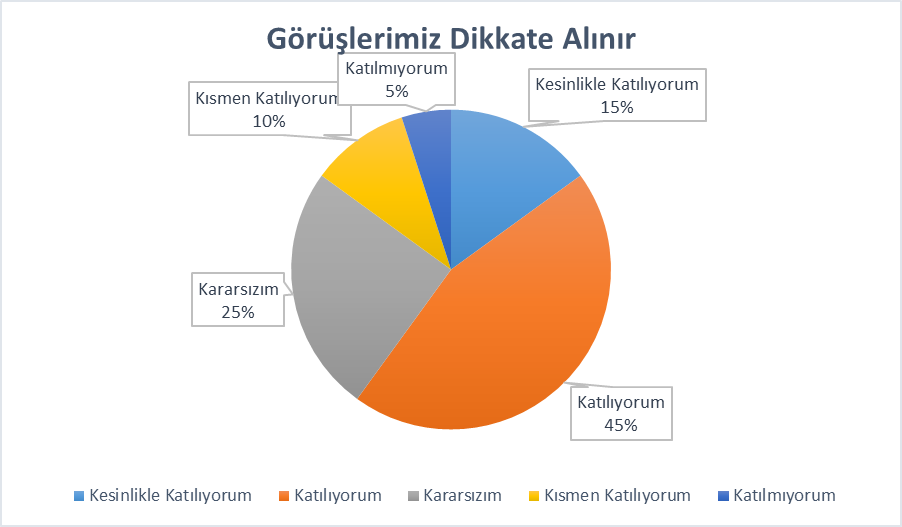 Görüşlerimiz Dikkate Alınır
Katılmıyorum
5%
Kesinlikle Katılıyorum
15%
Kısmen Katılıyorum
10%
Kararsızım
25%
Katılıyorum
45%
Kesinlikle Katılıyorum Katılıyorum Kararsızım Kısmen Katılıyorum Katılmıyorum